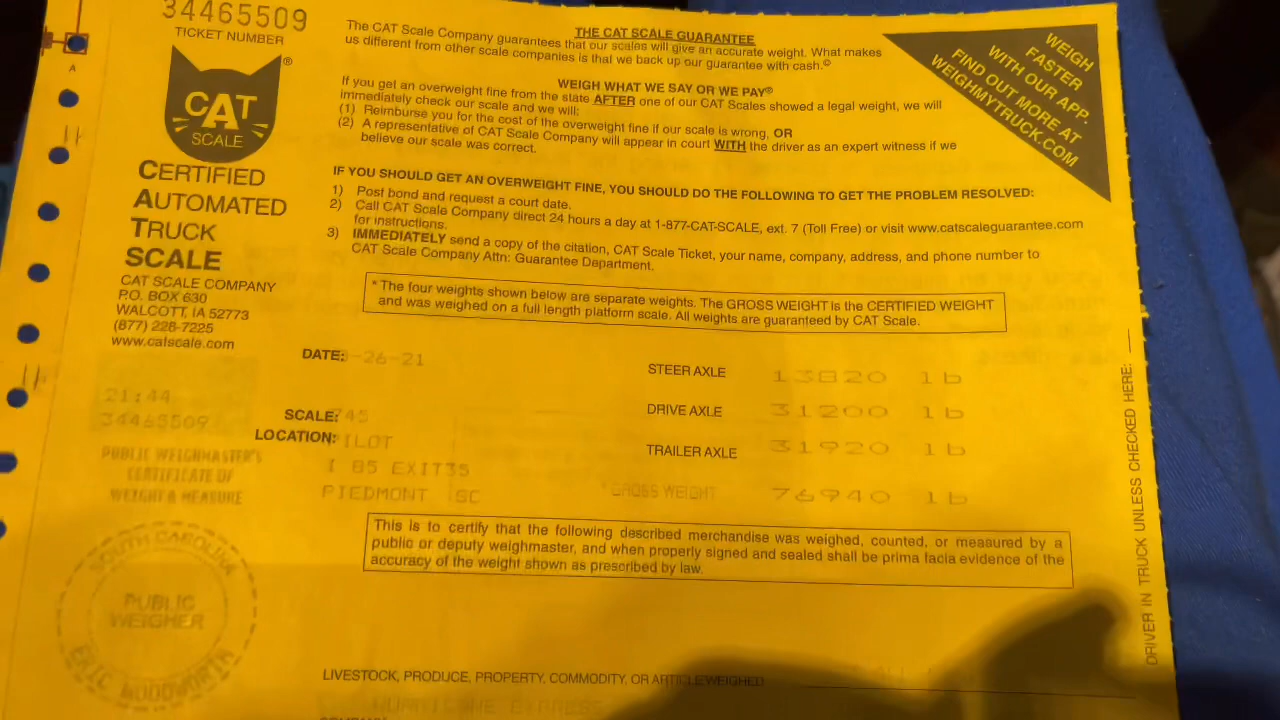 34465509
TICKET NUMBER
A
CAT
SCALE
®
CERTIFIED
AUTOMATED
TRUCK
SCALE
CAT SCALE COMPANY
P.O. BOX 630
WALCOTT, IA 52773
(877) 228-7225
www.catscale.com
THE CAT SCALE GUARANTEE
The CAT Scale Company guarantees that our scales will give an accurate weight. What makes
us different from other scale companies is that we back up our guarantee with cash.©
WEIGH WHAT WE SAY OR WE PAY®
If you get an overweight fine from the state AFTER one of our CAT Scales showed a legal weight, we will
immediately check our scale and we will:
(1) Reimburse you for the cost of the overweight fine if our scale is wrong, OR
(2) A representative of CAT Scale Company will appear in court WITH the driver as an expert witness if we
believe our scale was correct.
WEIGH
FASTER
WITH OUR APP.
FIND OUT MORE AT
WEIGHMYTRUCK.COM
IF YOU SHOULD GET AN OVERWEIGHT FINE, YOU SHOULD DO THE FOLLOWING TO GET THE PROBLEM RESOLVED:
1) Post bond and request a court date.
2) Call CAT Scale Company direct 24 hours a day at 1-877-CAT-SCALE, ext. 7 (Toll Free) or visit www.catscaleguarantee.com
for instructions.
3) IMMEDIATELY send a copy of the citation, CAT Scale Ticket, your name, company, address, and phone number to
CAT Scale Company Attn: Guarantee Department.
* The four weights shown below are separate weights. The GROSS WEIGHT is the CERTIFIED WEIGHT
and was weighed on a full length platform scale. All weights are guaranteed by CAT Scale.
DATE: -26-21
STEER AXLE 13820 lb
21:44
34465509
SCALE: 745
DRIVE AXLE 31200 lb
LOCATION: ILOT
TRAILER AXLE 31920 lb
PUBLIC WEIGHMASTER'S
CERTIFICATE OF
WEIGHT & MEASURE
I 85 EXIT35
PIEDMONT SC
*GROSS WEIGHT 76940 lb
This is to certify that the following described merchandise was weighed, counted, or measured by a
public or deputy weighmaster, and when properly signed and sealed shall be prima facia evidence of the
accuracy of the weight shown as prescribed by law.
SOUTH CAROLINA
PUBLIC
WEIGHER
ERIC WOODWORTH
LIVESTOCK, PRODUCE, PROPERTY, COMMODITY, OR ARTICLE WEIGHED
HURRICANE EXPRESS
DRIVER IN TRUCK UNLESS CHECKED HERE: